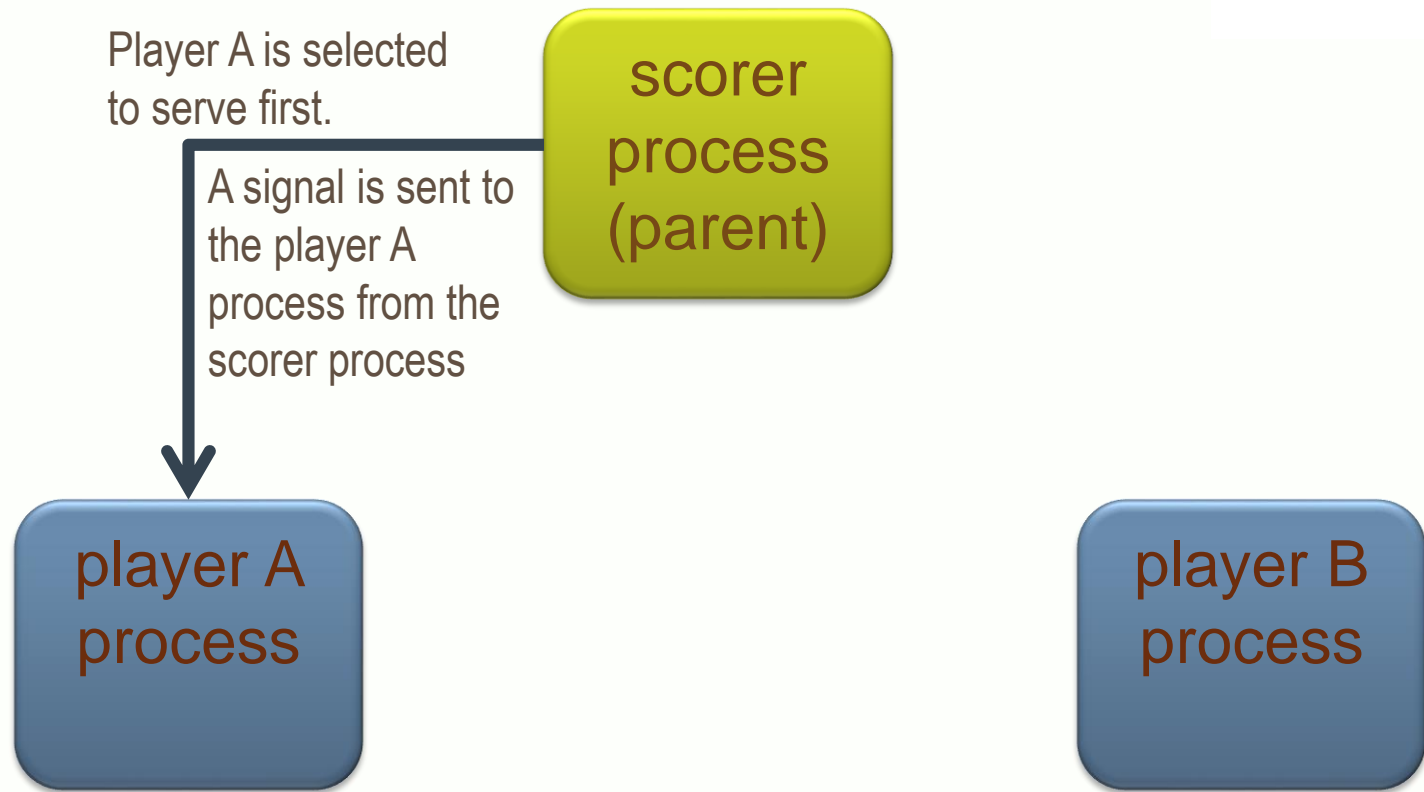 Player A is selected
to serve first.
scorer
process
(parent)
A signal is sent to
the player A
process from the
scorer process
player A
process
player B
process